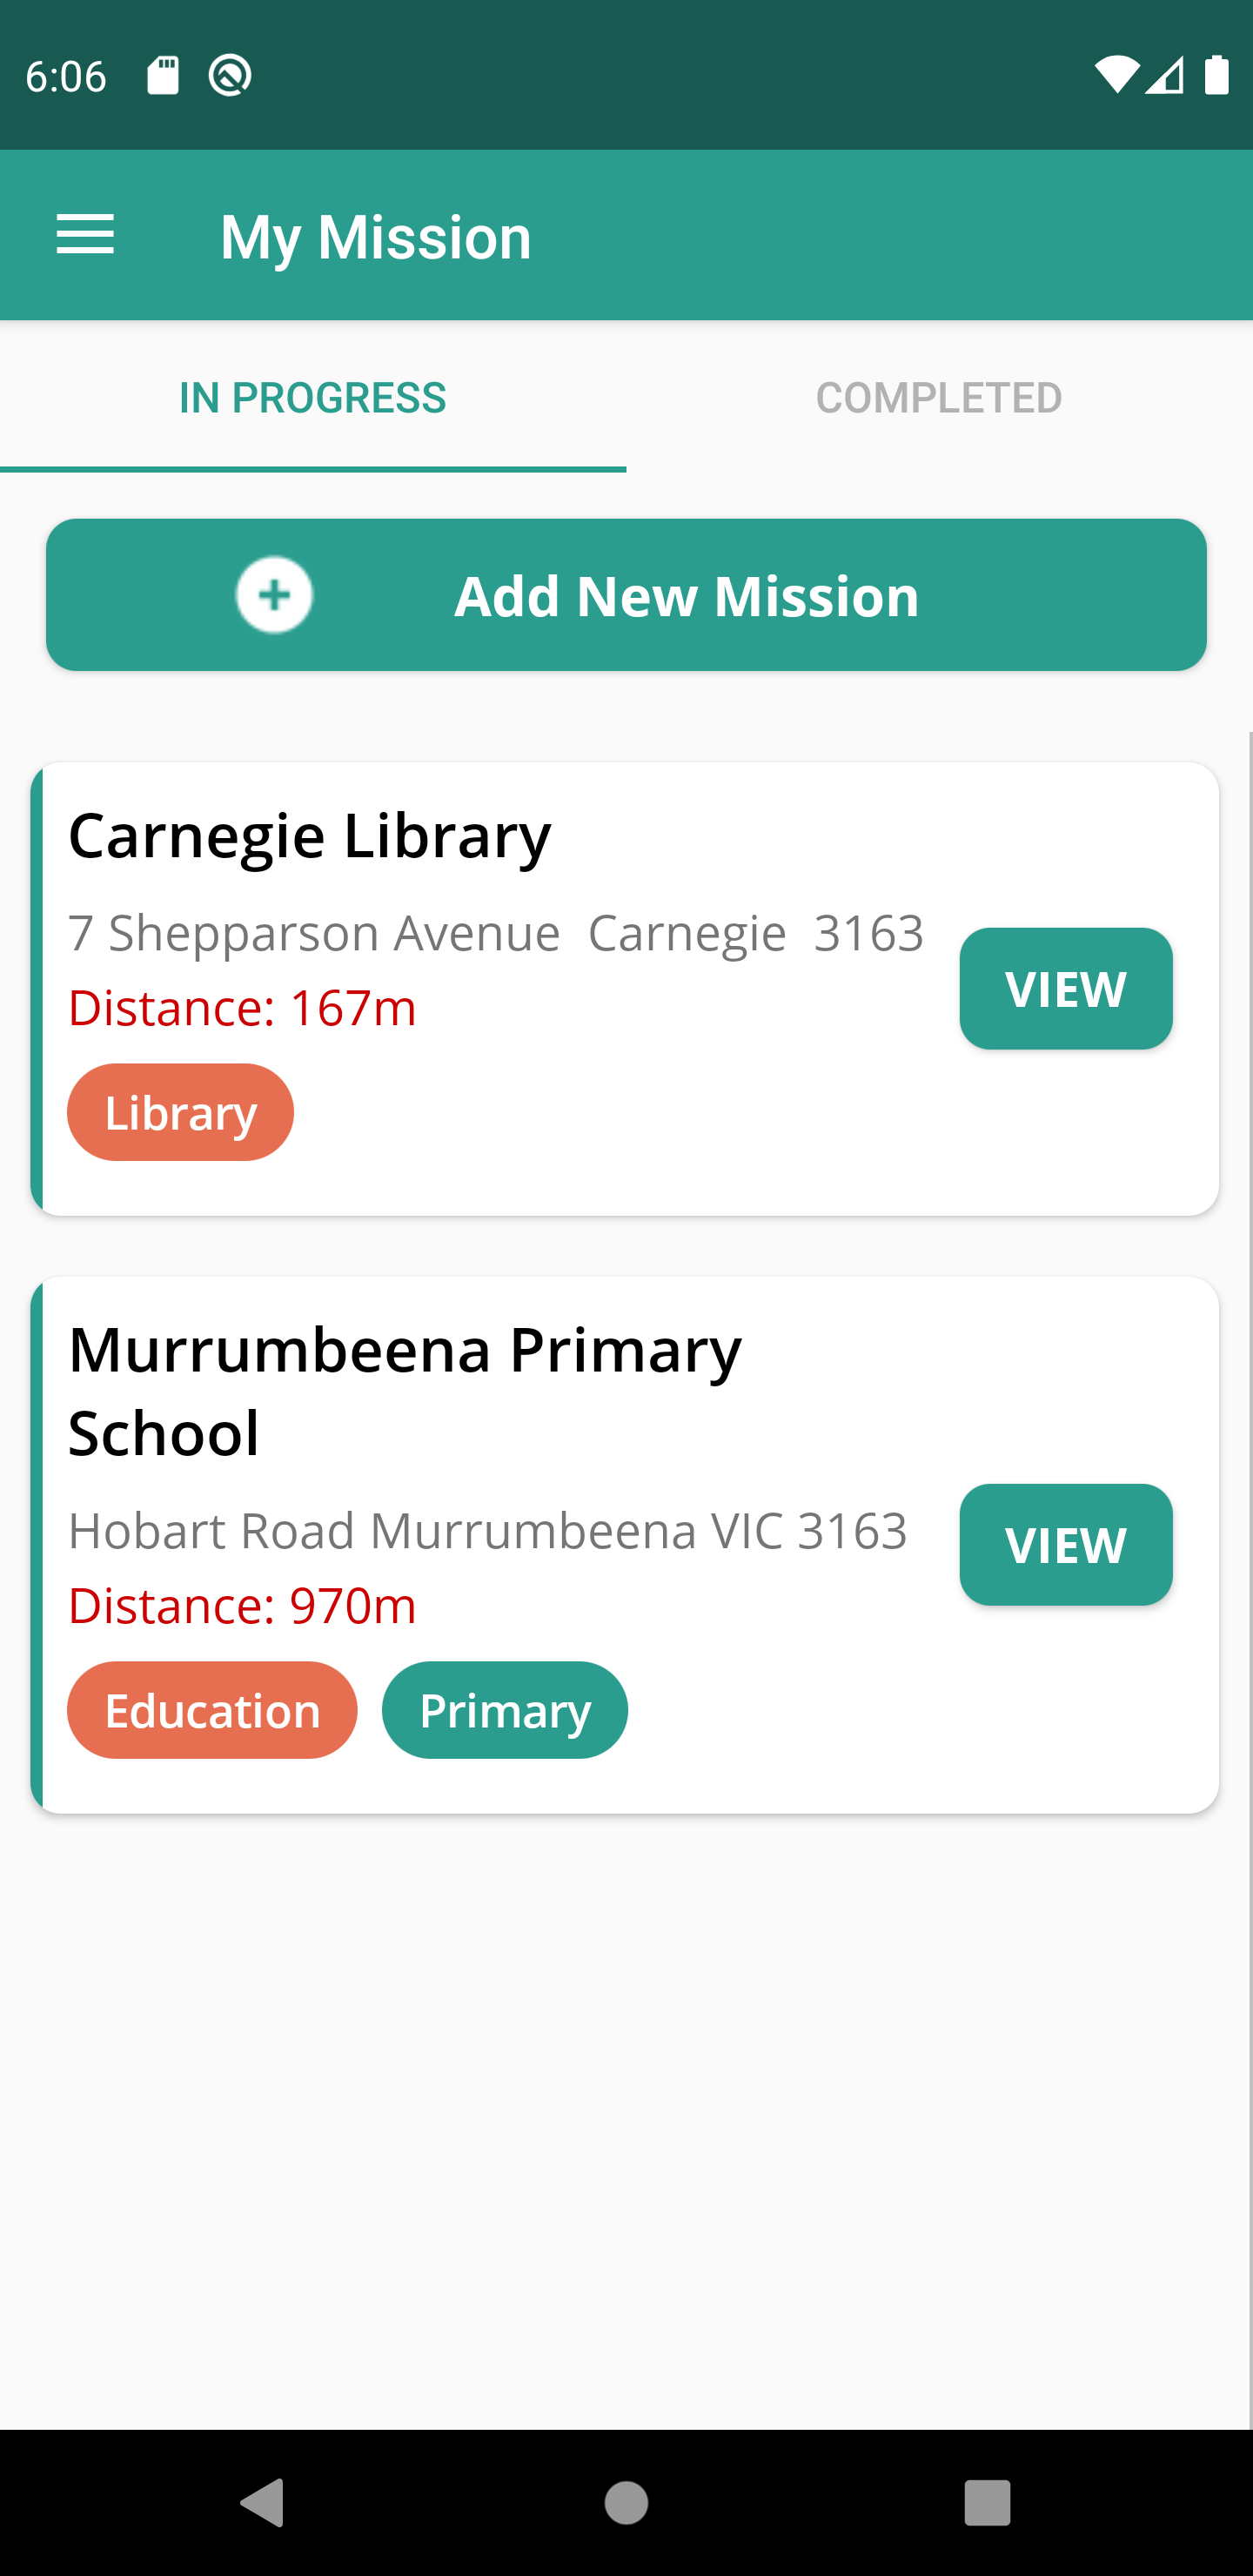 6:06
My Mission
IN PROGRESS
COMPLETED
Add New Mission
Carnegie Library
7 Shepparson Avenue  Carnegie  3163
Distance: 167m
VIEW
Library
Murrumbeena Primary
School
Hobart Road Murrumbeena VIC 3163
Distance: 970m
VIEW
Education
Primary